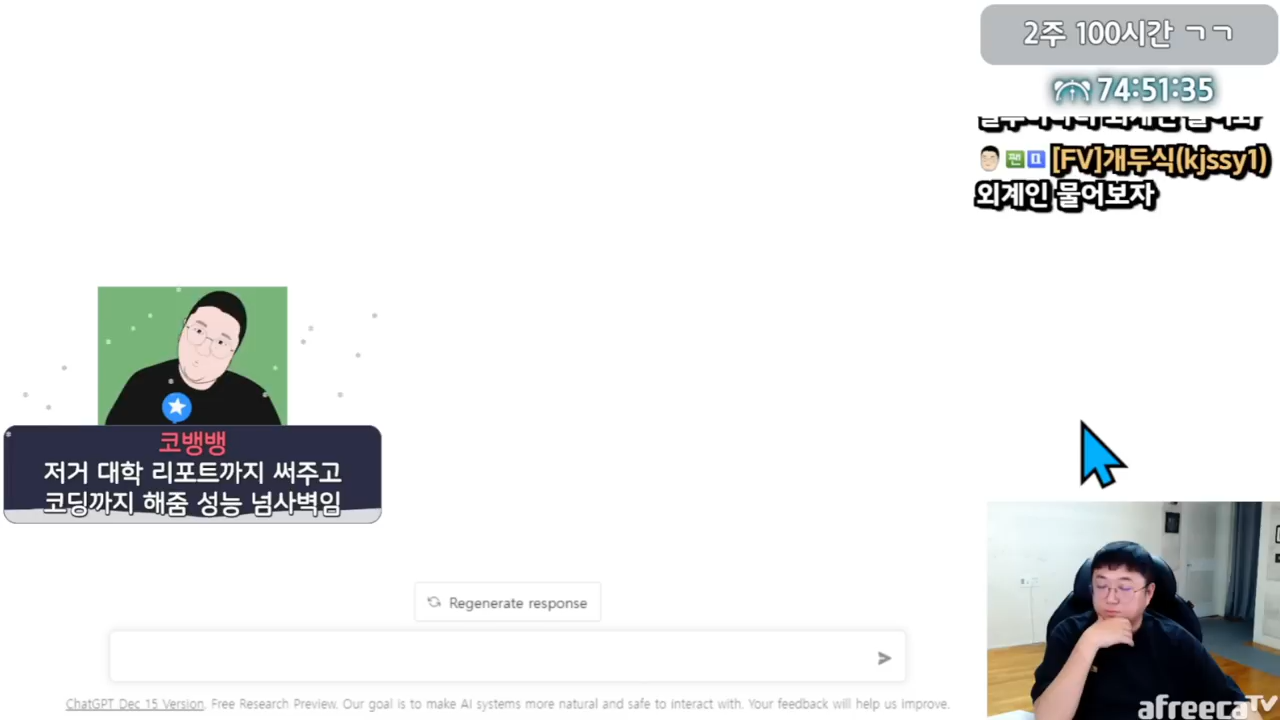 2주 100시간 ㄱㄱ
74:51:35
외계인
팬
[FV]개두식(kjssy1)
외계인 물어보자
코뱅뱅
저거 대학 리포트까지 써주고
코딩까지 해줌 성능 넘사벽임
Regenerate response
ChatGPT Dec 15 Version. Free Research Preview. Our goal is to make AI systems more natural and safe to interact with. Your feedback will help us improve.
afreecaTV